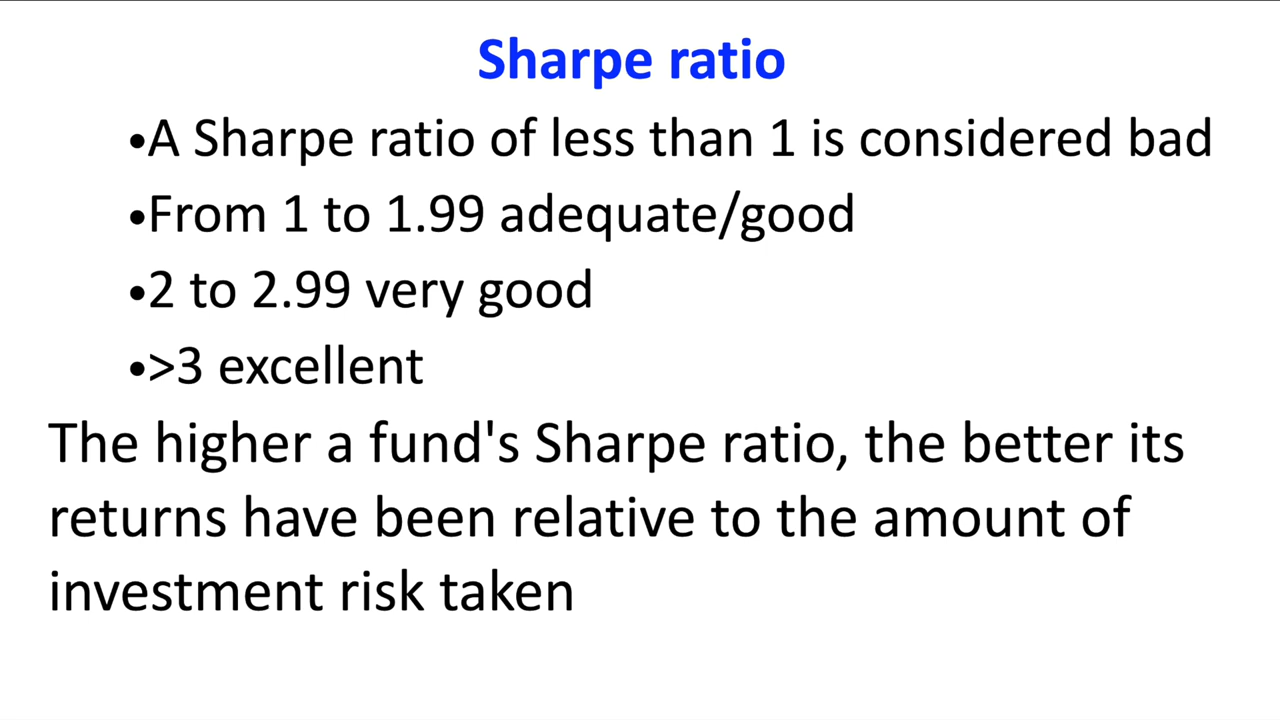 Sharpe ratio
•A Sharpe ratio of less than 1 is considered bad
•From 1 to 1.99 adequate/good
•2 to 2.99 very good
•>3 excellent
The higher a fund's Sharpe ratio, the better its
returns have been relative to the amount of
investment risk taken